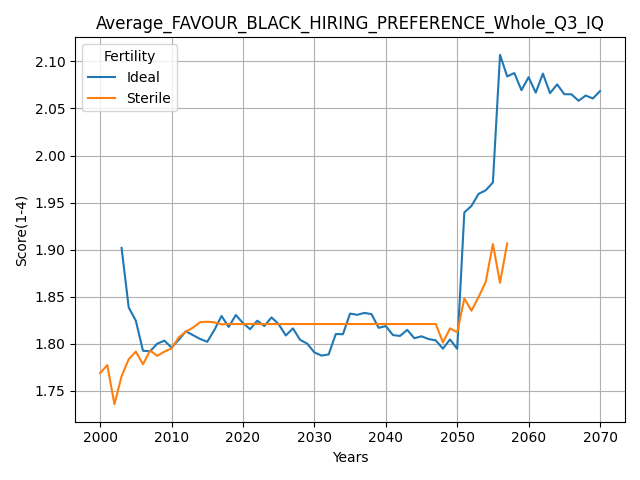 Average_FAVOUR_BLACK_HIRING_PREFERENCE_Whole_Q3_IQ
Fertility
Ideal
Sterile
Score(1-4)
2.10
2.05
2.00
1.95
1.90
1.85
1.80
1.75
2000 2010 2020 2030 2040 2050 2060 2070
Years